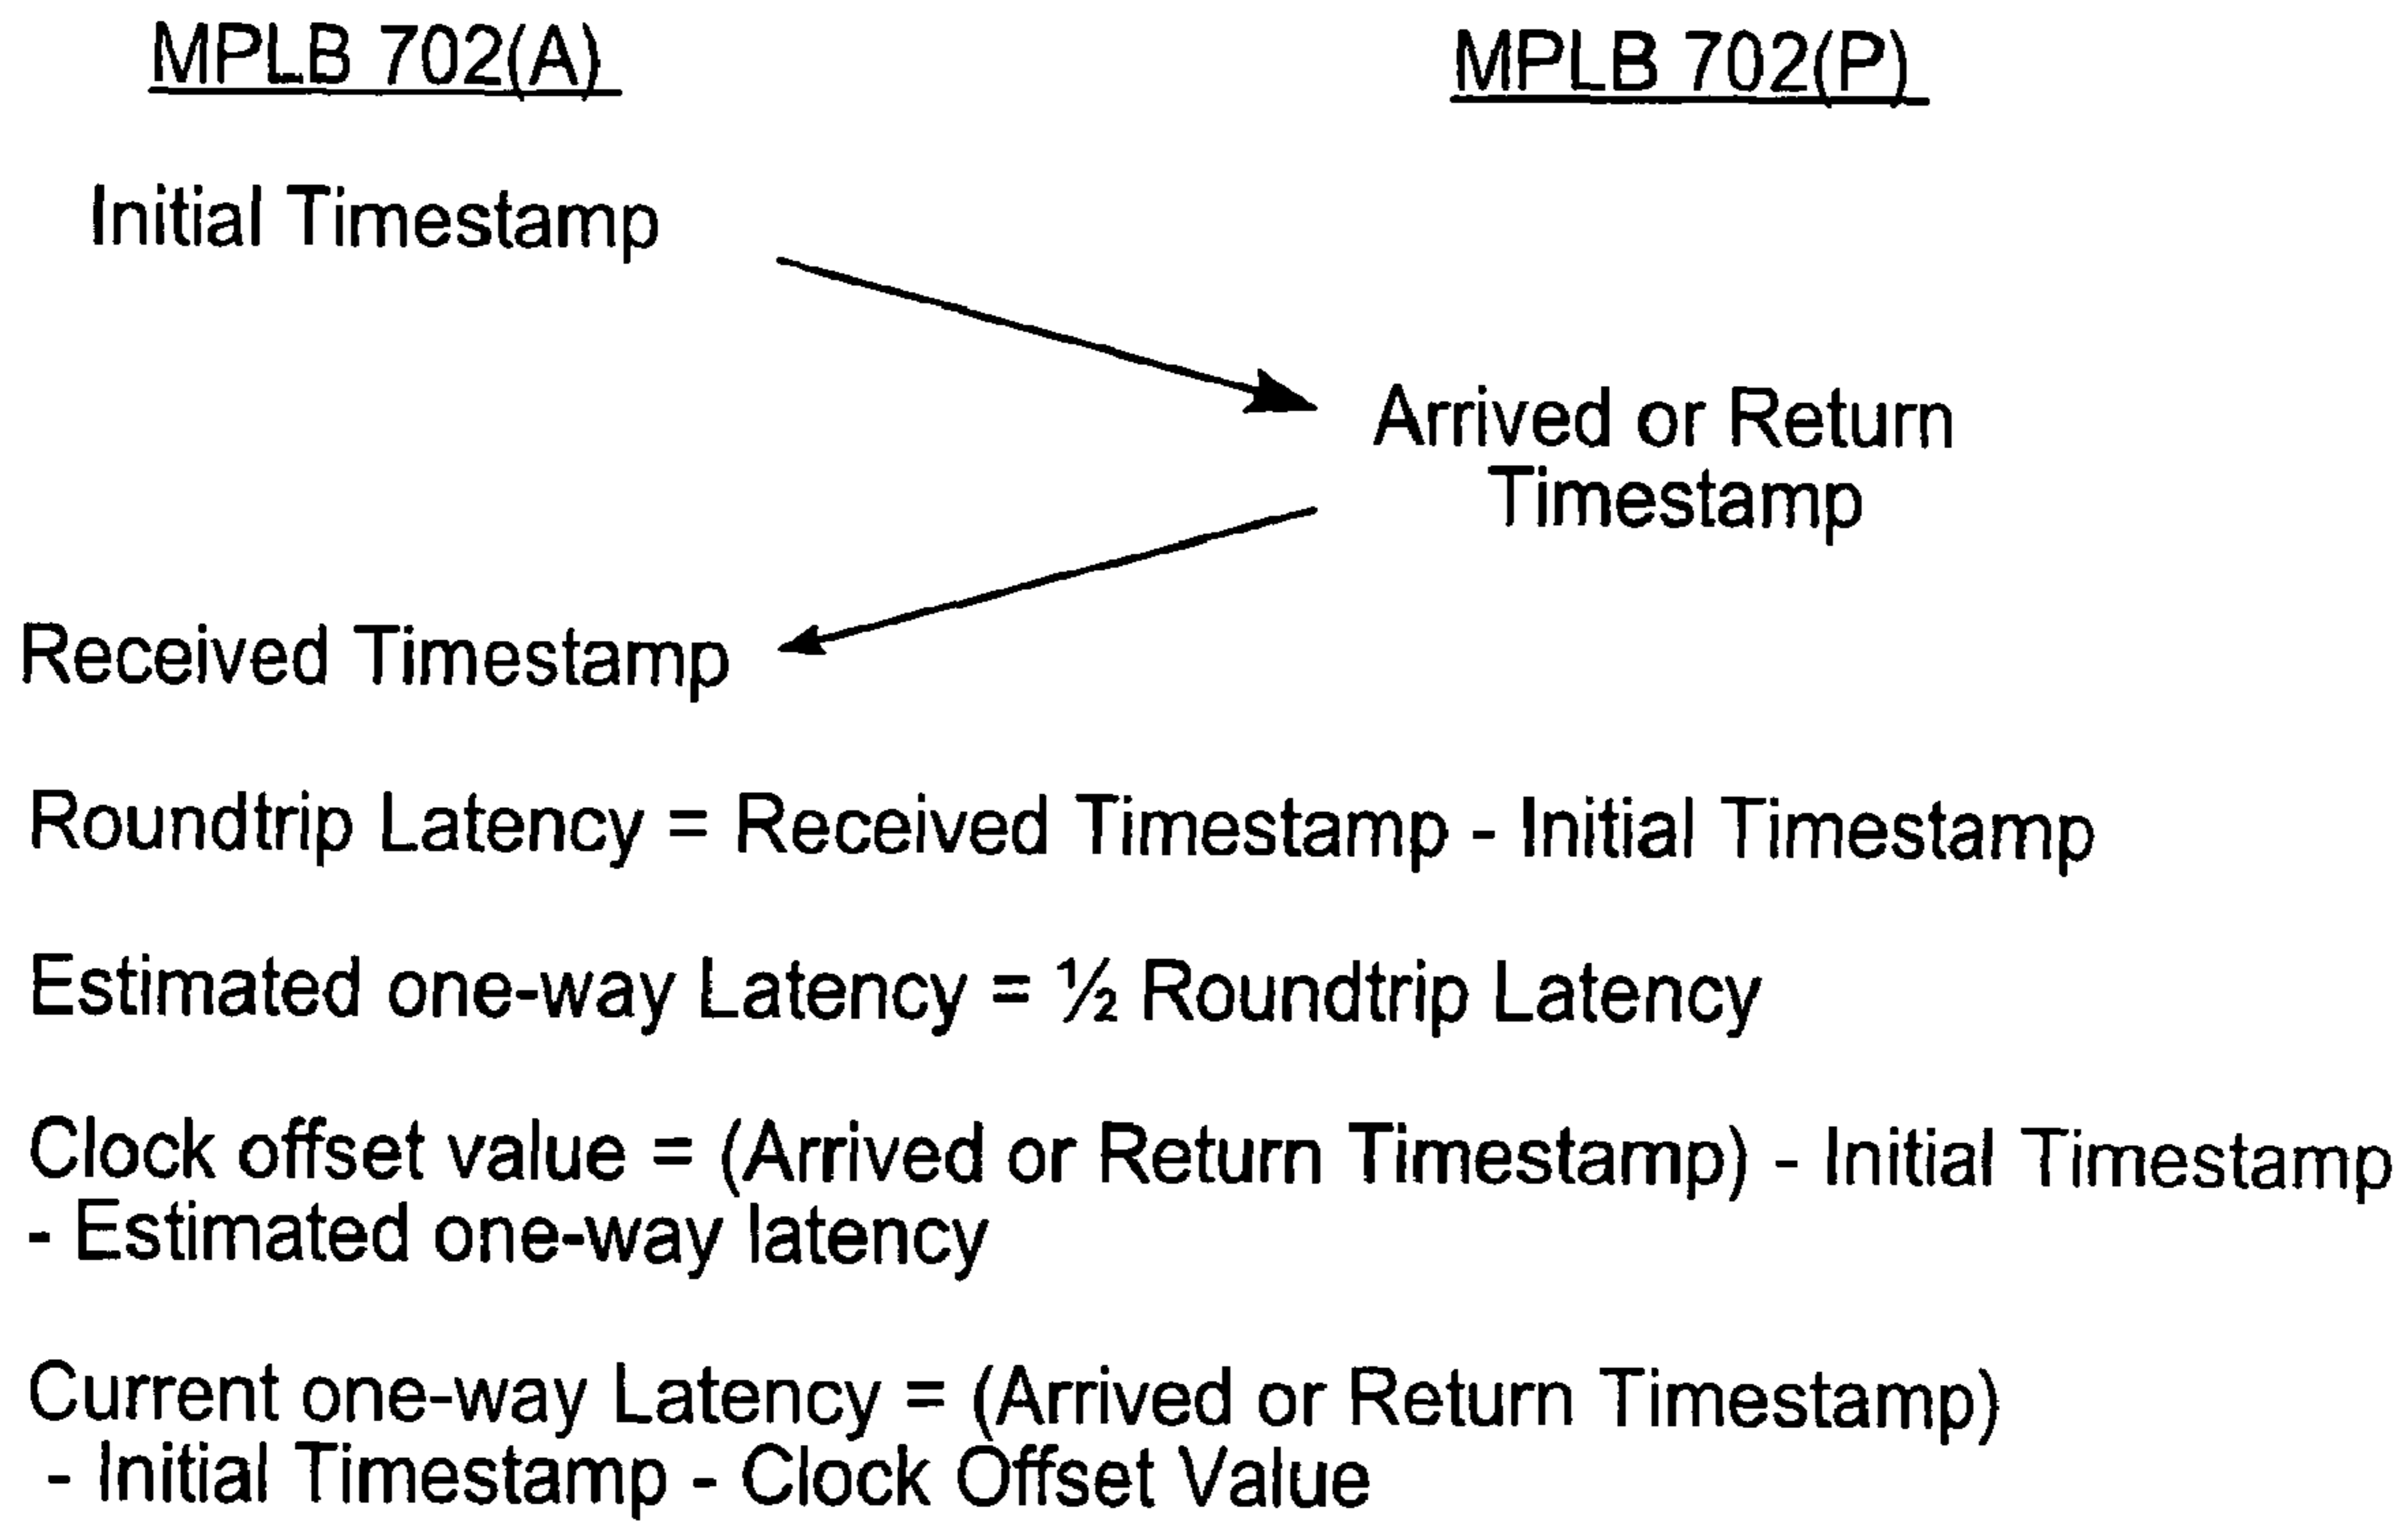 MPLB 702(A)
MPLB 702(P)
Initial Timestamp
Arrived or Return
Timestamp
Received Timestamp
Roundtrip Latency = Received Timestamp - Initial Timestamp
Estimated one-way Latency = ½ Roundtrip Latency
Clock offset value = (Arrived or Return Timestamp) - Initial Timestamp
- Estimated one-way latency
Current one-way Latency = (Arrived or Return Timestamp)
- Initial Timestamp - Clock Offset Value